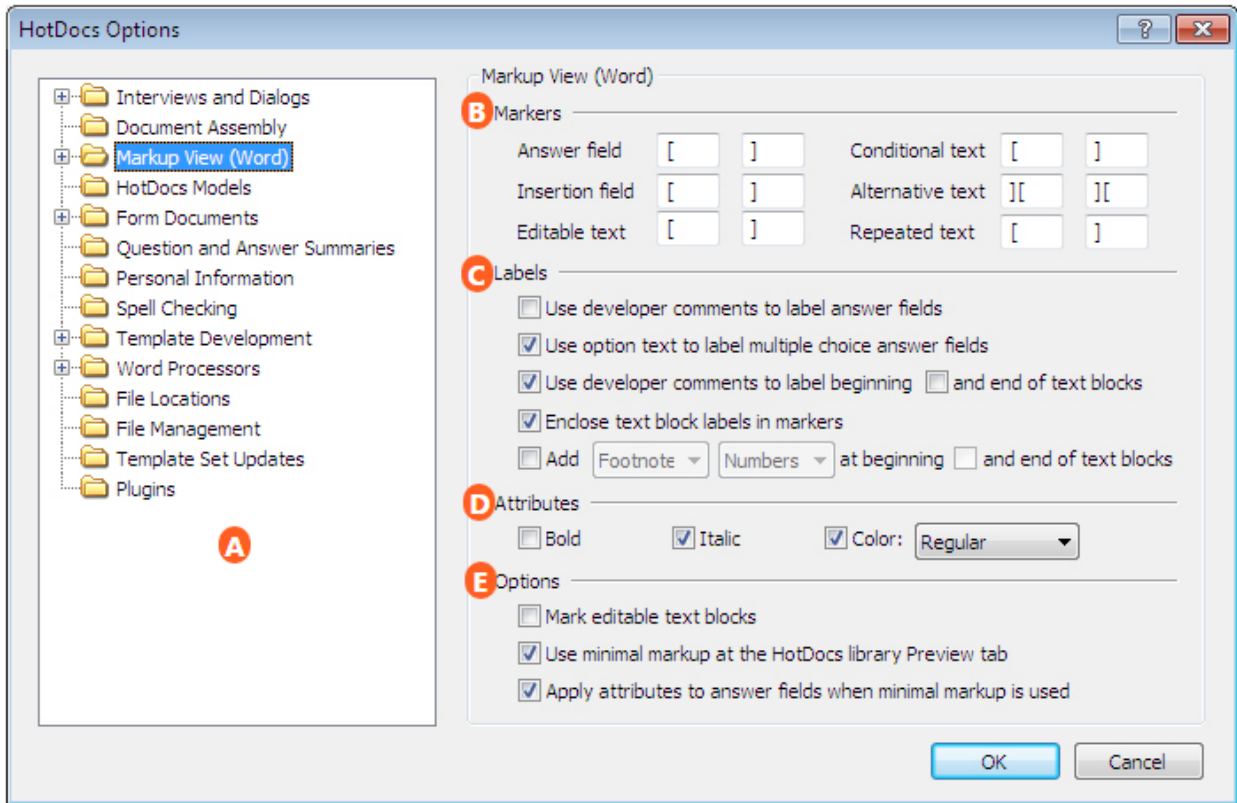 HotDocs Options
Interviews and Dialogs
Document Assembly
Markup View (Word)
HotDocs Models
Form Documents
Question and Answer Summaries
Personal Information
Spell Checking
Template Development
Word Processors
File Locations
File Management
Template Set Updates
Plugins
A
Markup View (Word)
B Markers
Answer field [ ] Conditional text [ ]
Insertion field [ ] Alternative text ][ ][
Editable text [ ] Repeated text [ ]
C Labels
Use developer comments to label answer fields
Use option text to label multiple choice answer fields
Use developer comments to label beginning and end of text blocks
Enclose text block labels in markers
Add Footnote Numbers at beginning and end of text blocks
D Attributes
Bold Italic Color: Regular
E Options
Mark editable text blocks
Use minimal markup at the HotDocs library Preview tab
Apply attributes to answer fields when minimal markup is used
OK Cancel